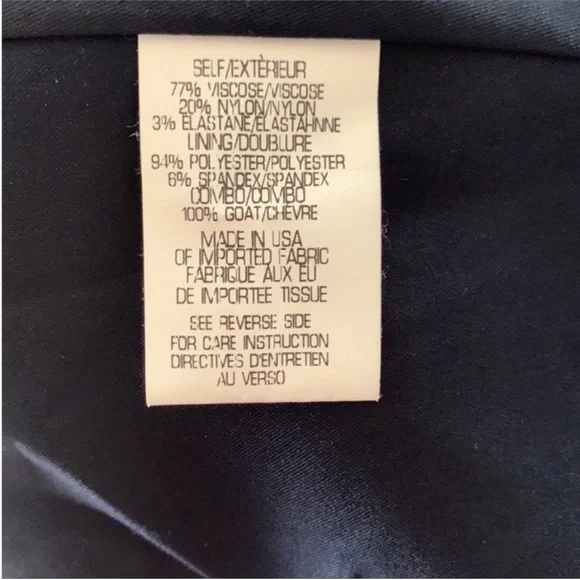 SELF/EXTÈRIEUR
77% VISCOSE/VISCOSE
20% NYLON/NYLON
3% ELASTANE/ELASTAHNNE
LINING/DOUBLURE
94% POLYESTER/POLYESTER
6% SPANDEX/SPANDEX
COMBO/COMBO
100% GOAT/CHÈVRE
MADE IN USA
OF IMPORTED FABRIC
FABRIQUE AUX EU
DE IMPORTEE TISSUE
SEE REVERSE SIDE
FOR CARE INSTRUCTION
DIRECTIVES D'ENTRETIEN
AU VERSO